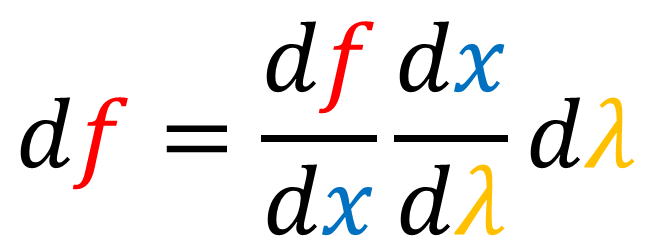 df = df/dx dx/dλ dλ